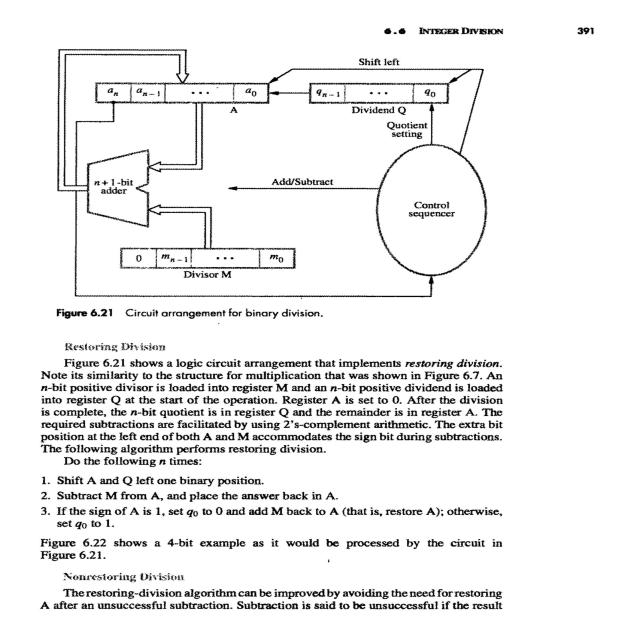 6.6 INTEGER DIVISION 391
Shift left
aₙ aₙ₋₁ ··· a₀ qₙ₋₁ ··· q₀
A Dividend Q
Quotient
setting
n + 1-bit
adder
Add/Subtract
Control
sequencer
0 mₙ₋₁ ··· m₀
Divisor M
Figure 6.21 Circuit arrangement for binary division.
Restoring Division
Figure 6.21 shows a logic circuit arrangement that implements restoring division.
Note its similarity to the structure for multiplication that was shown in Figure 6.7. An
n-bit positive divisor is loaded into register M and an n-bit positive dividend is loaded
into register Q at the start of the operation. Register A is set to 0. After the division
is complete, the n-bit quotient is in register Q and the remainder is in register A. The
required subtractions are facilitated by using 2's-complement arithmetic. The extra bit
position at the left end of both A and M accommodates the sign bit during subtractions.
The following algorithm performs restoring division.
Do the following n times:
1. Shift A and Q left one binary position.
2. Subtract M from A, and place the answer back in A.
3. If the sign of A is 1, set q₀ to 0 and add M back to A (that is, restore A); otherwise,
set q₀ to 1.
Figure 6.22 shows a 4-bit example as it would be processed by the circuit in
Figure 6.21.
Nonrestoring Division
The restoring-division algorithm can be improved by avoiding the need for restoring
A after an unsuccessful subtraction. Subtraction is said to be unsuccessful if the result